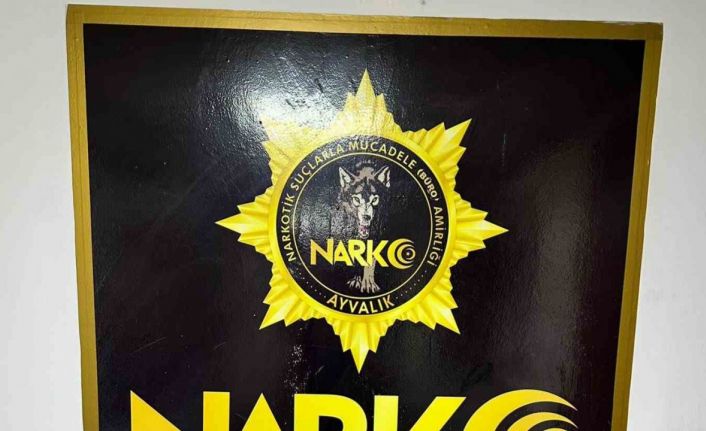 NARKOTİK SUÇLARLA MÜCADELE (BÜRO) AMİRLİĞİ
NARKO
AYVALIK
NARKO